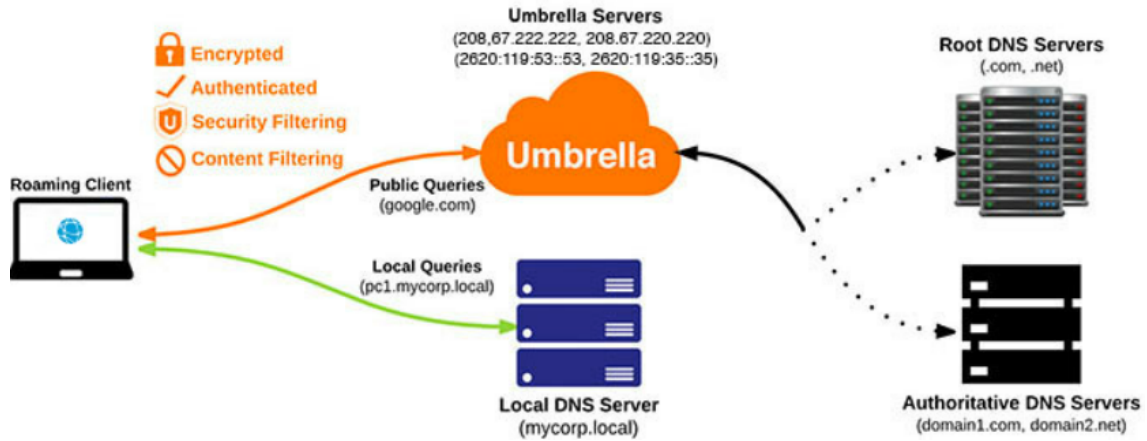 Umbrella Servers
(208,67.222.222, 208.67.220.220)
(2620:119:53::53, 2620:119:35::35)
Encrypted
Authenticated
U
Security Filtering
Content Filtering
Roaming Client
Public Queries
(google.com)
Umbrella
Root DNS Servers
(.com, .net)
Local Queries
(pc1.mycorp.local)
Local DNS Server
(mycorp.local)
Authoritative DNS Servers
(domain1.com, domain2.net)